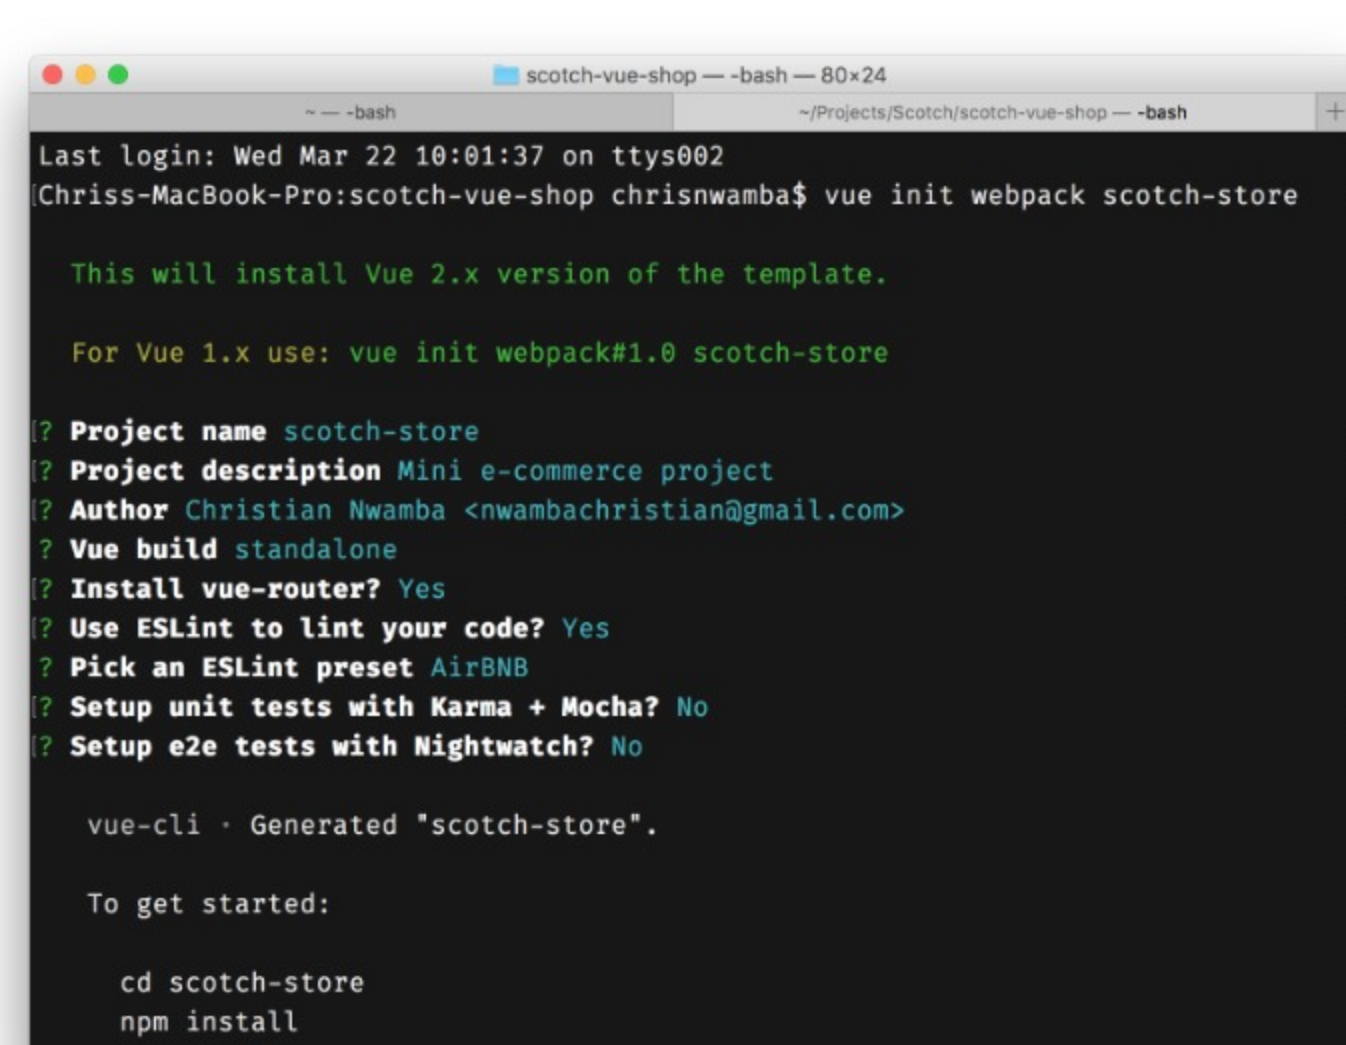 scotch-vue-shop — -bash — 80×24
~ — -bash
~/Projects/Scotch/scotch-vue-shop — -bash
+
Last login: Wed Mar 22 10:01:37 on ttys002
[Chriss-MacBook-Pro:scotch-vue-shop chrisnwamba$ vue init webpack scotch-store
This will install Vue 2.x version of the template.
For Vue 1.x use: vue init webpack#1.0 scotch-store
[? Project name scotch-store
[? Project description Mini e-commerce project
[? Author Christian Nwamba <nwambachristian@gmail.com>
? Vue build standalone
[? Install vue-router? Yes
[? Use ESLint to lint your code? Yes
? Pick an ESLint preset AirBNB
[? Setup unit tests with Karma + Mocha? No
[? Setup e2e tests with Nightwatch? No
vue-cli · Generated "scotch-store".
To get started:
cd scotch-store
npm install